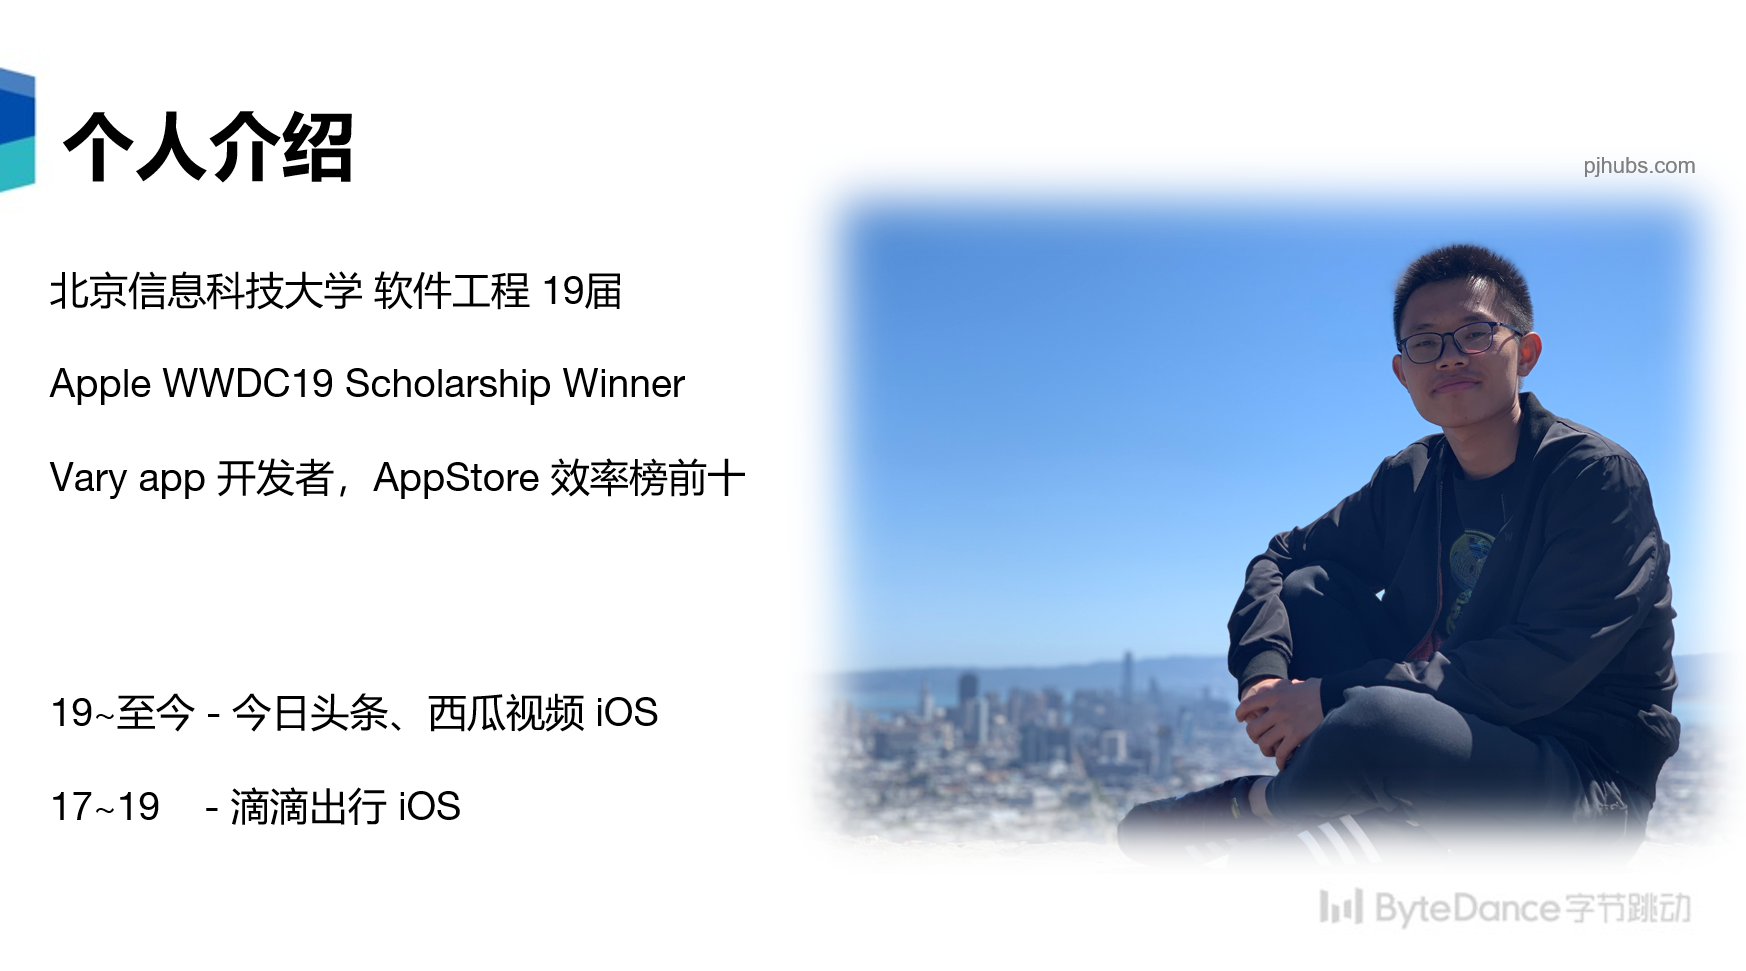 个人介绍
pjhubs.com
北京信息科技大学 软件工程 19届
Apple WWDC19 Scholarship Winner
Vary app 开发者，AppStore 效率榜前十
19~至今 - 今日头条、西瓜视频 iOS
17~19 - 滴滴出行 iOS
ByteDance字节跳动